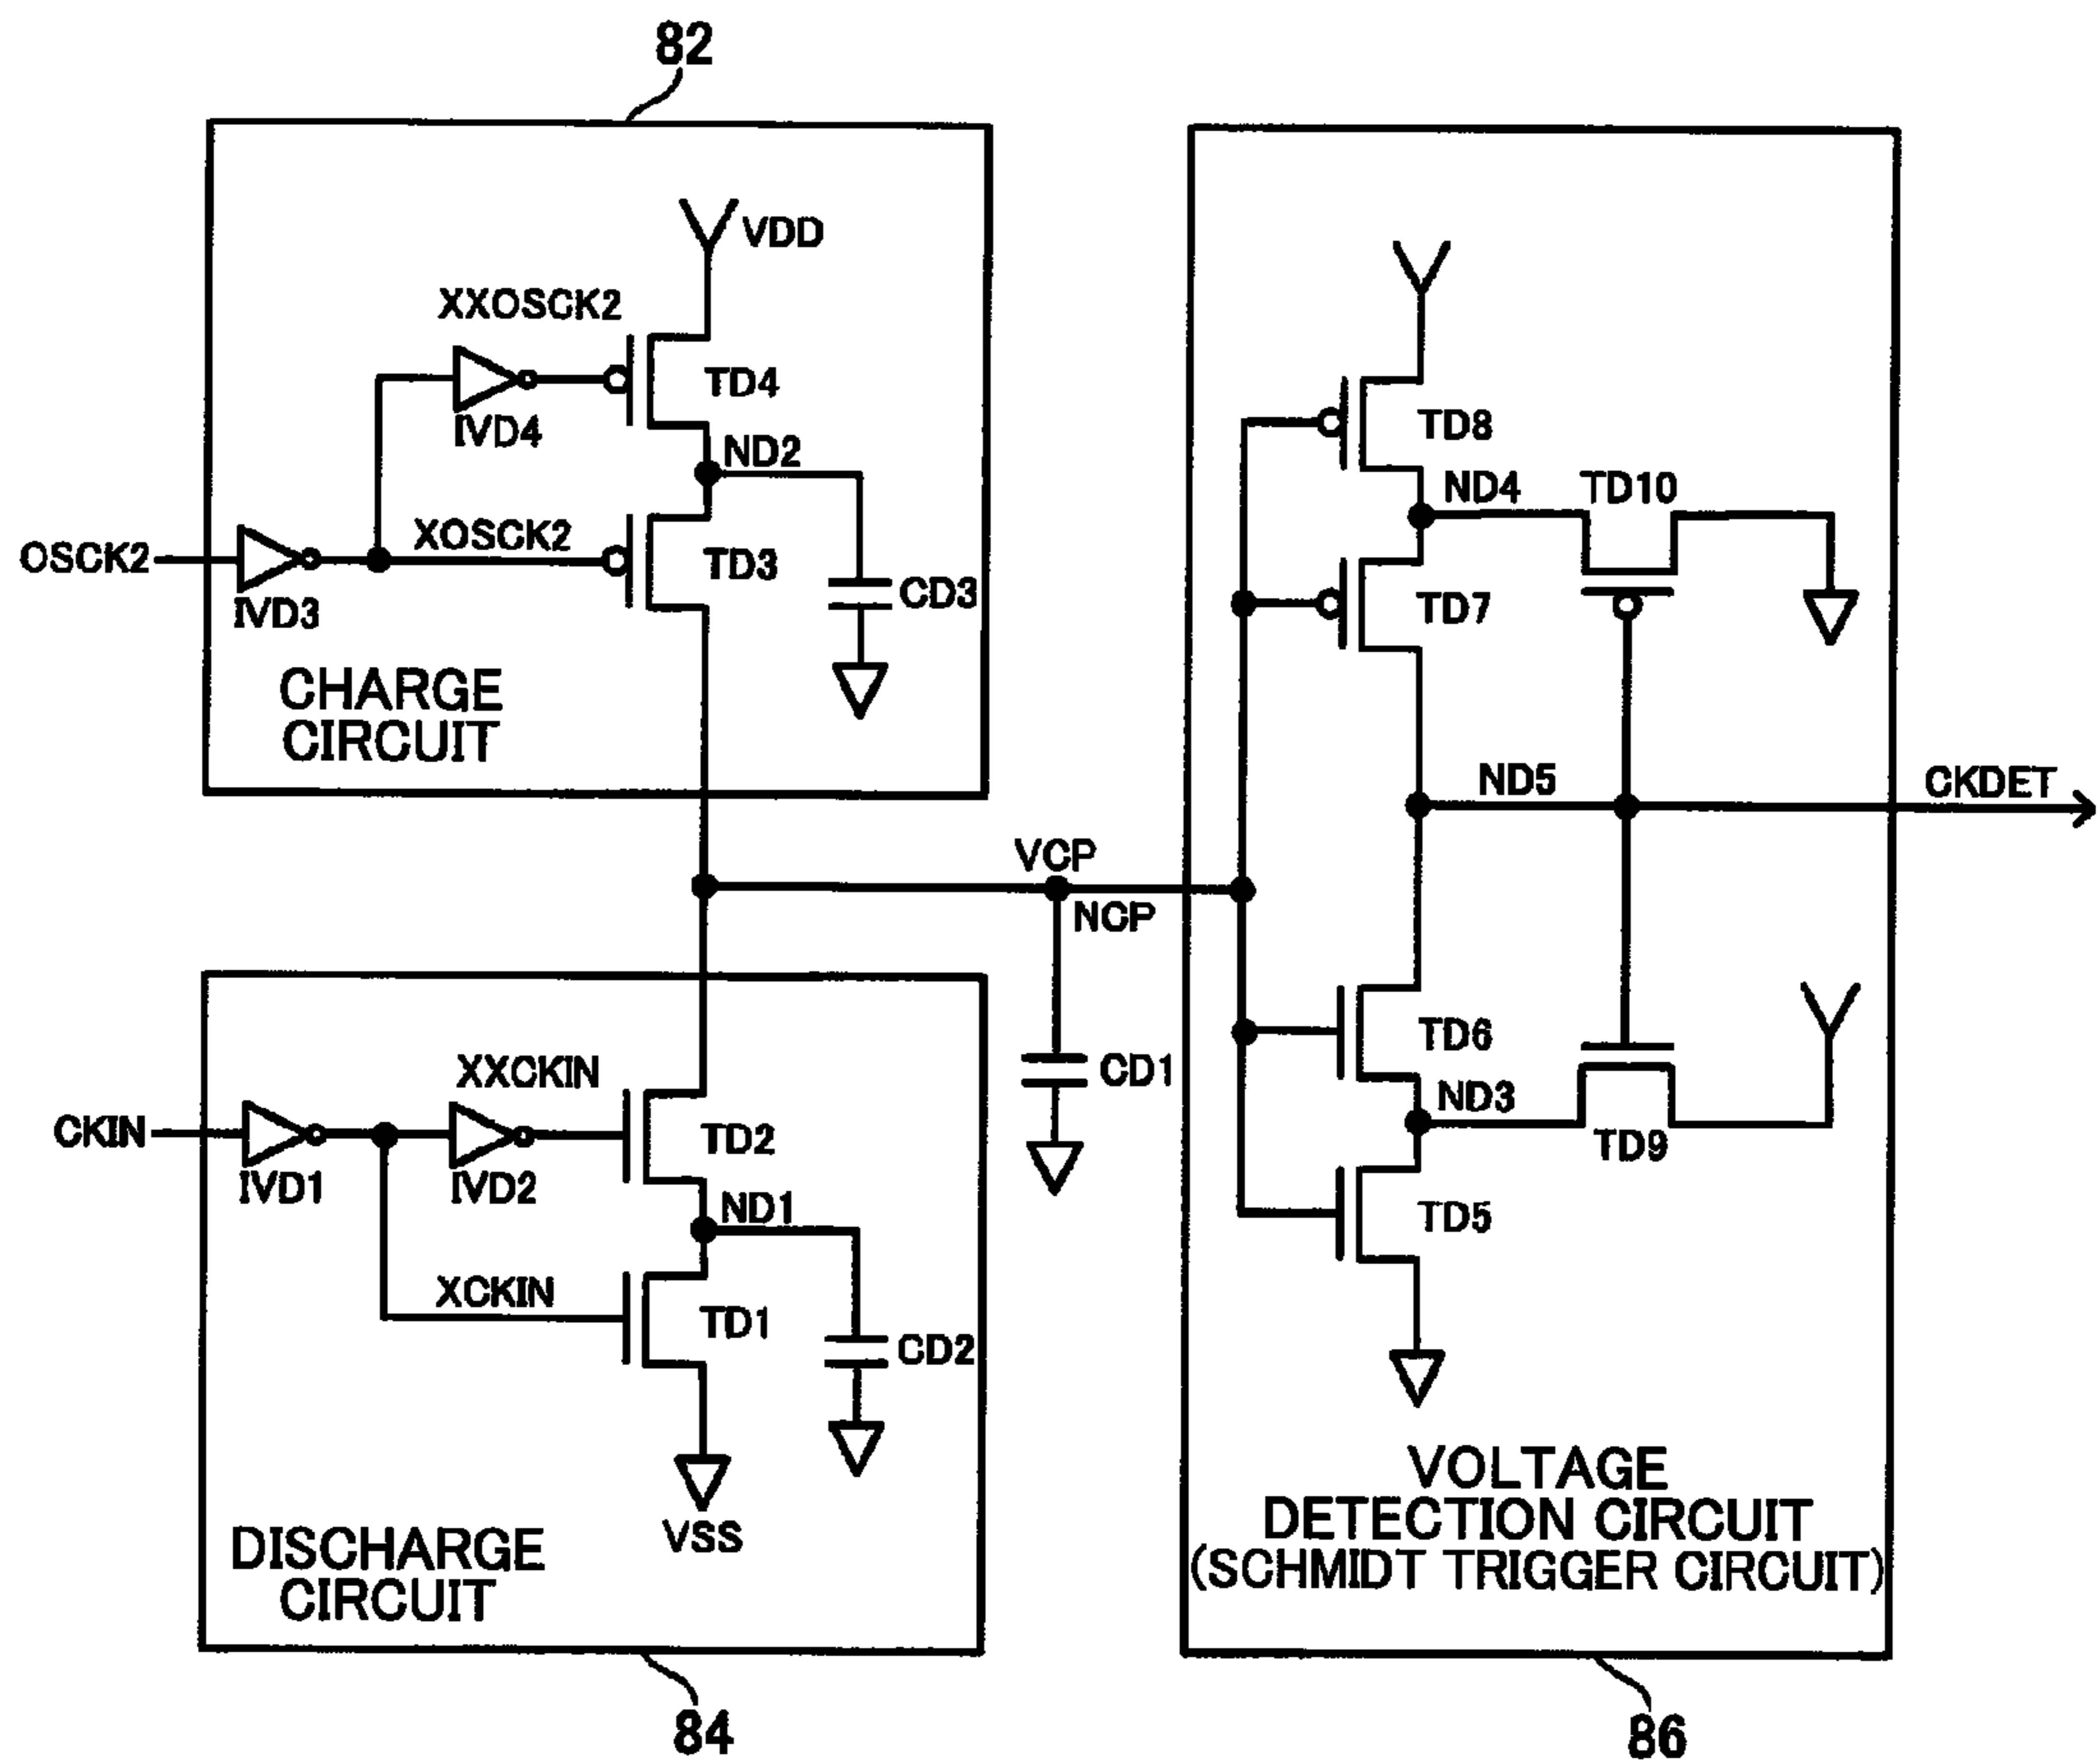 82
VDD
XXOSCK2
TD4
IVD4
ND2
OSCK2
XOSCK2
TD3
CD3
IVD3
CHARGE
CIRCUIT
TD8
ND4
TD10
TD7
ND5
CKDET
VCP
NCP
CD1
XXCKIN
CKIN
TD2
IVD1
IVD2
ND1
XCKIN
TD1
CD2
VSS
DISCHARGE
CIRCUIT
TD6
ND3
TD9
TD5
VOLTAGE
DETECTION CIRCUIT
(SCHMIDT TRIGGER CIRCUIT)
84
86